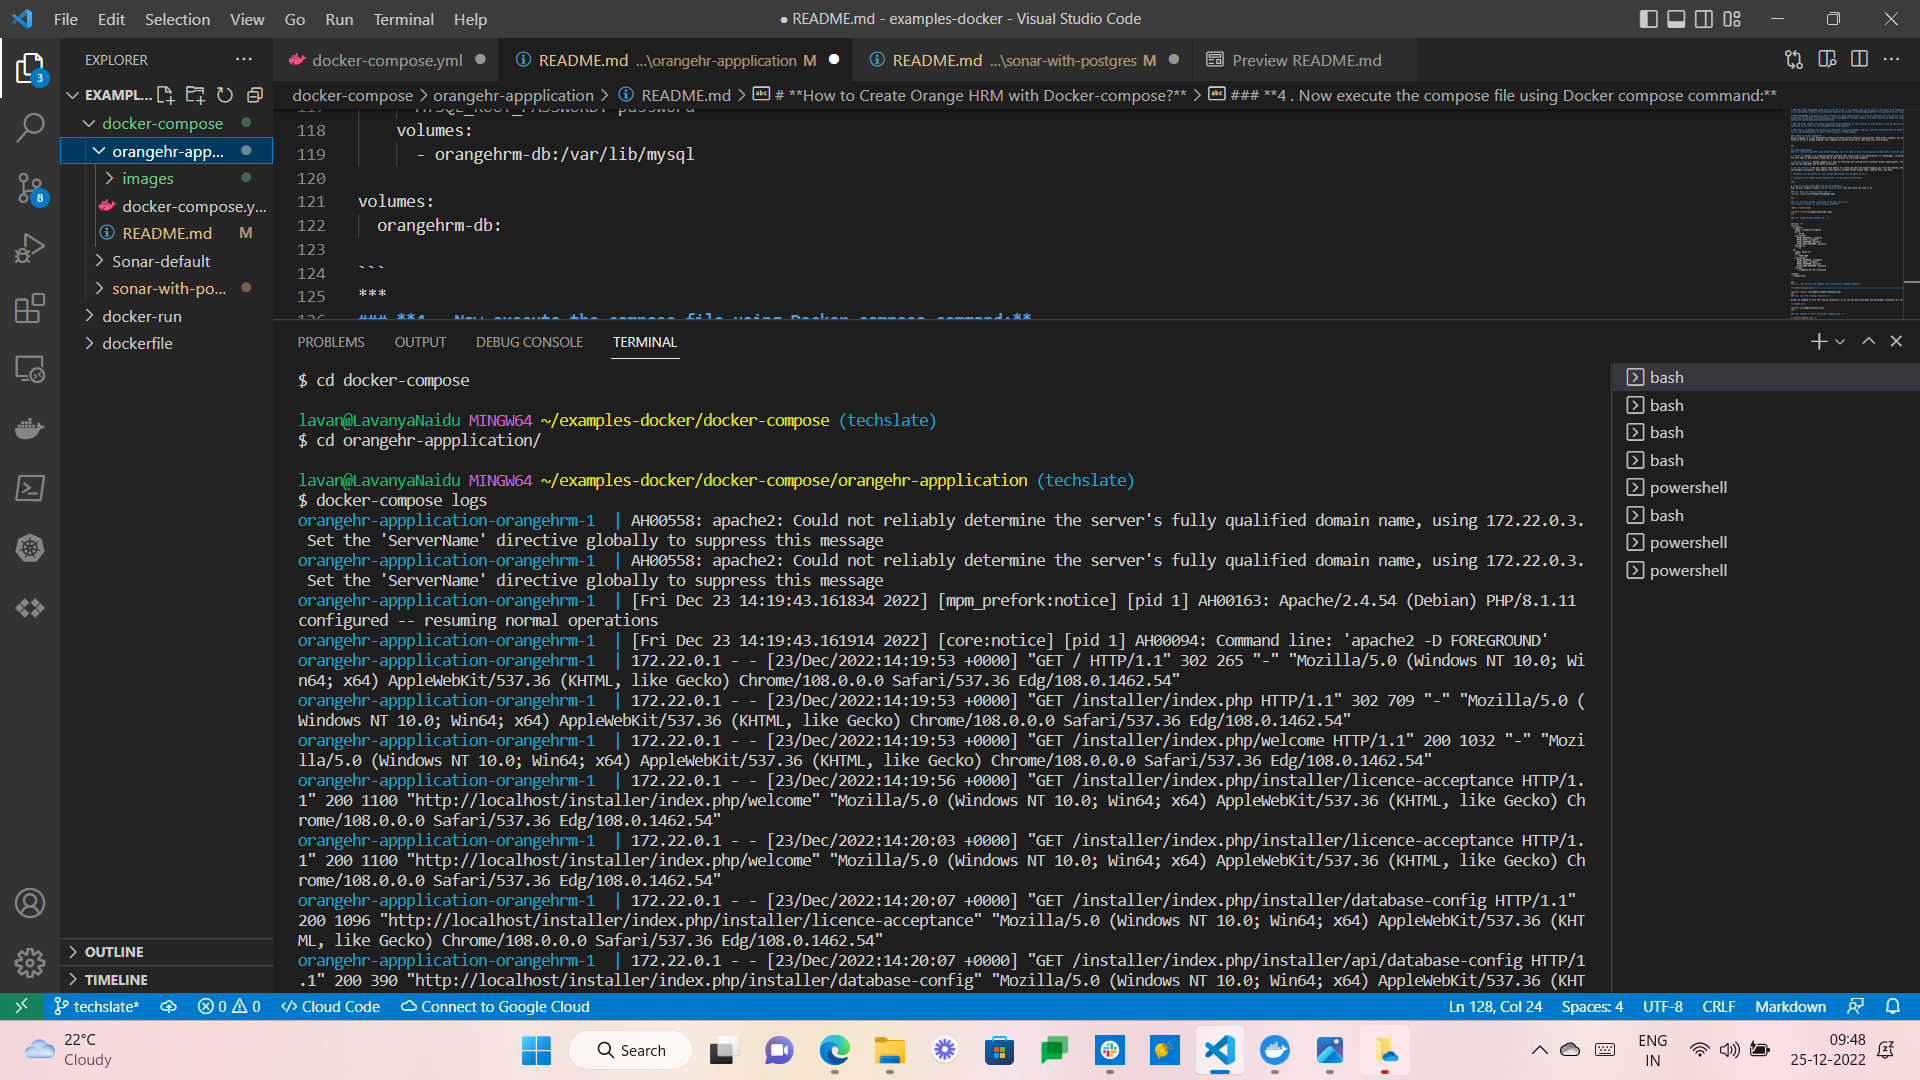 File Edit Selection View Go Run Terminal Help
● README.md - examples-docker - Visual Studio Code
EXPLORER
EXAMPL...
docker-compose
orangehr-app...
images
docker-compose.y...
README.md M
Sonar-default
sonar-with-po...
docker-run
dockerfile
OUTLINE
TIMELINE
3
8
docker-compose.yml
README.md ...\orangehr-appplication M
README.md ...\sonar-with-postgres M
Preview README.md
docker-compose > orangehr-appplication > README.md > # **How to Create Orange HRM with Docker-compose?** > ### **4 . Now execute the compose file using Docker compose command:**
117 MYSQL_ROOT_PASSWORD: password
118 volumes:
119 - orangehrm-db:/var/lib/mysql
120
121 volumes:
122 orangehrm-db:
123
124 ```
125 ***
126 ### **4 . Now execute the compose file using Docker compose command:**
PROBLEMS OUTPUT DEBUG CONSOLE TERMINAL
$ cd docker-compose
lavan@LavanyaNaidu MINGW64 ~/examples-docker/docker-compose (techslate)
$ cd orangehr-appplication/
lavan@LavanyaNaidu MINGW64 ~/examples-docker/docker-compose/orangehr-appplication (techslate)
$ docker-compose logs
orangehr-appplication-orangehrm-1 | AH00558: apache2: Could not reliably determine the server's fully qualified domain name, using 172.22.0.3.
Set the 'ServerName' directive globally to suppress this message
orangehr-appplication-orangehrm-1 | AH00558: apache2: Could not reliably determine the server's fully qualified domain name, using 172.22.0.3.
Set the 'ServerName' directive globally to suppress this message
orangehr-appplication-orangehrm-1 | [Fri Dec 23 14:19:43.161834 2022] [mpm_prefork:notice] [pid 1] AH00163: Apache/2.4.54 (Debian) PHP/8.1.11
configured -- resuming normal operations
orangehr-appplication-orangehrm-1 | [Fri Dec 23 14:19:43.161914 2022] [core:notice] [pid 1] AH00094: Command line: 'apache2 -D FOREGROUND'
orangehr-appplication-orangehrm-1 | 172.22.0.1 - - [23/Dec/2022:14:19:53 +0000] "GET / HTTP/1.1" 302 265 "-" "Mozilla/5.0 (Windows NT 10.0; Wi
n64; x64) AppleWebKit/537.36 (KHTML, like Gecko) Chrome/108.0.0.0 Safari/537.36 Edg/108.0.1462.54"
orangehr-appplication-orangehrm-1 | 172.22.0.1 - - [23/Dec/2022:14:19:53 +0000] "GET /installer/index.php HTTP/1.1" 302 709 "-" "Mozilla/5.0 (
Windows NT 10.0; Win64; x64) AppleWebKit/537.36 (KHTML, like Gecko) Chrome/108.0.0.0 Safari/537.36 Edg/108.0.1462.54"
orangehr-appplication-orangehrm-1 | 172.22.0.1 - - [23/Dec/2022:14:19:53 +0000] "GET /installer/index.php/welcome HTTP/1.1" 200 1032 "-" "Mozi
lla/5.0 (Windows NT 10.0; Win64; x64) AppleWebKit/537.36 (KHTML, like Gecko) Chrome/108.0.0.0 Safari/537.36 Edg/108.0.1462.54"
orangehr-appplication-orangehrm-1 | 172.22.0.1 - - [23/Dec/2022:14:19:56 +0000] "GET /installer/index.php/installer/licence-acceptance HTTP/1.
1" 200 1100 "http://localhost/installer/index.php/welcome" "Mozilla/5.0 (Windows NT 10.0; Win64; x64) AppleWebKit/537.36 (KHTML, like Gecko) Ch
rome/108.0.0.0 Safari/537.36 Edg/108.0.1462.54"
orangehr-appplication-orangehrm-1 | 172.22.0.1 - - [23/Dec/2022:14:20:03 +0000] "GET /installer/index.php/installer/licence-acceptance HTTP/1.
1" 200 1100 "http://localhost/installer/index.php/welcome" "Mozilla/5.0 (Windows NT 10.0; Win64; x64) AppleWebKit/537.36 (KHTML, like Gecko) Ch
rome/108.0.0.0 Safari/537.36 Edg/108.0.1462.54"
orangehr-appplication-orangehrm-1 | 172.22.0.1 - - [23/Dec/2022:14:20:07 +0000] "GET /installer/index.php/installer/database-config HTTP/1.1"
200 1096 "http://localhost/installer/index.php/installer/licence-acceptance" "Mozilla/5.0 (Windows NT 10.0; Win64; x64) AppleWebKit/537.36 (KHT
ML, like Gecko) Chrome/108.0.0.0 Safari/537.36 Edg/108.0.1462.54"
orangehr-appplication-orangehrm-1 | 172.22.0.1 - - [23/Dec/2022:14:20:07 +0000] "GET /installer/index.php/installer/api/database-config HTTP/1
.1" 200 390 "http://localhost/installer/index.php/installer/database-config" "Mozilla/5.0 (Windows NT 10.0; Win64; x64) AppleWebKit/537.36 (KHT
bash
bash
bash
bash
powershell
bash
powershell
powershell
techslate* 0 0 Cloud Code Connect to Google Cloud
Ln 128, Col 24 Spaces: 4 UTF-8 CRLF Markdown
22°C
Cloudy
Search
ENG
IN
09:48
25-12-2022